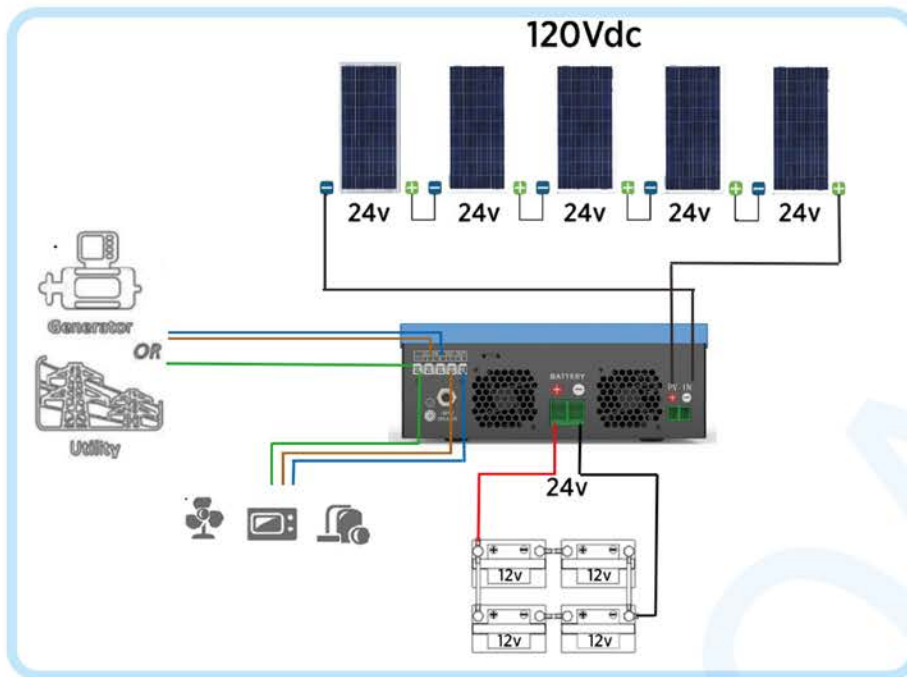 120Vdc
24v 24v 24v 24v 24v
Generator
OR
Utility
BATTERY
PV IN
24v
12v 12v
12v 12v